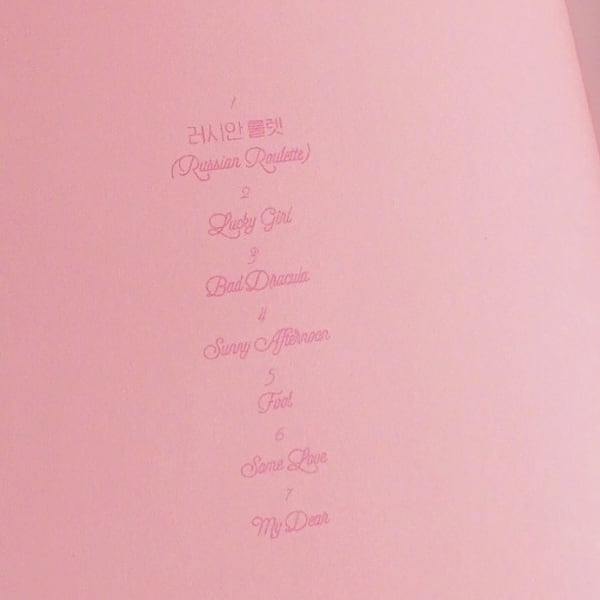 1
러시안 룰렛
(Russian Roulette)
2
Lucky Girl
3
Bad Dracula
4
Sunny Afternoon
5
Fool
6
Some Love
7
My Dear